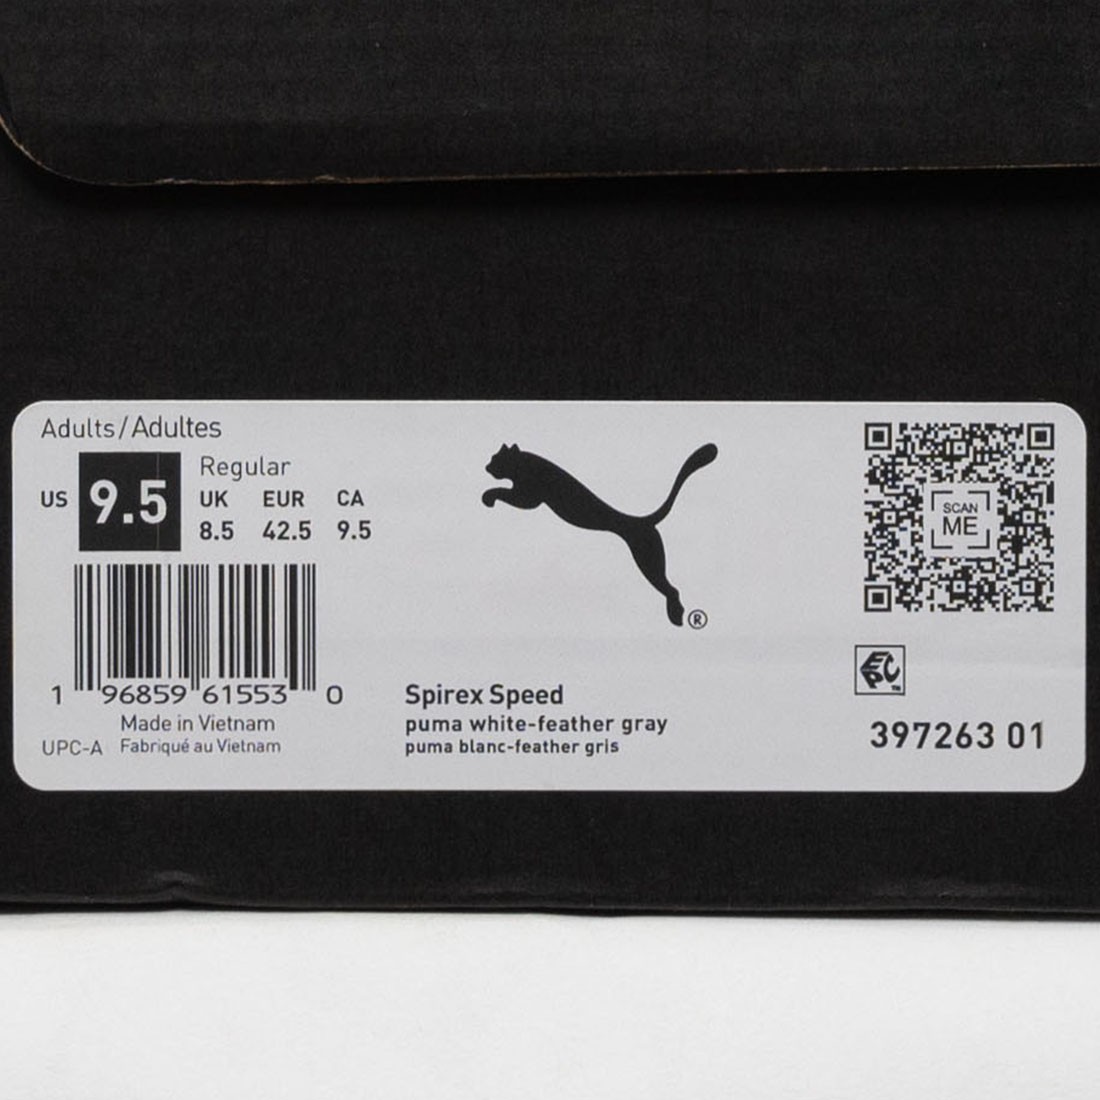 Adults/Adultes
US 9.5
Regular
UK EUR CA
8.5 42.5 9.5
1 96859 61553 0
Made in Vietnam
UPC-A Fabriqué au Vietnam
®
Spirex Speed
puma white-feather gray
puma blanc-feather gris
SCAN
ME
EPC
™
397263 01